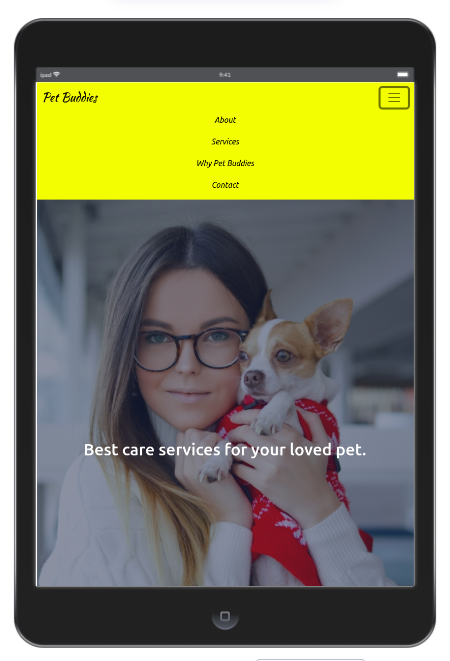 ipad
9:41
Pet Buddies
About
Services
Why Pet Buddies
Contact
Best care services for your loved pet.